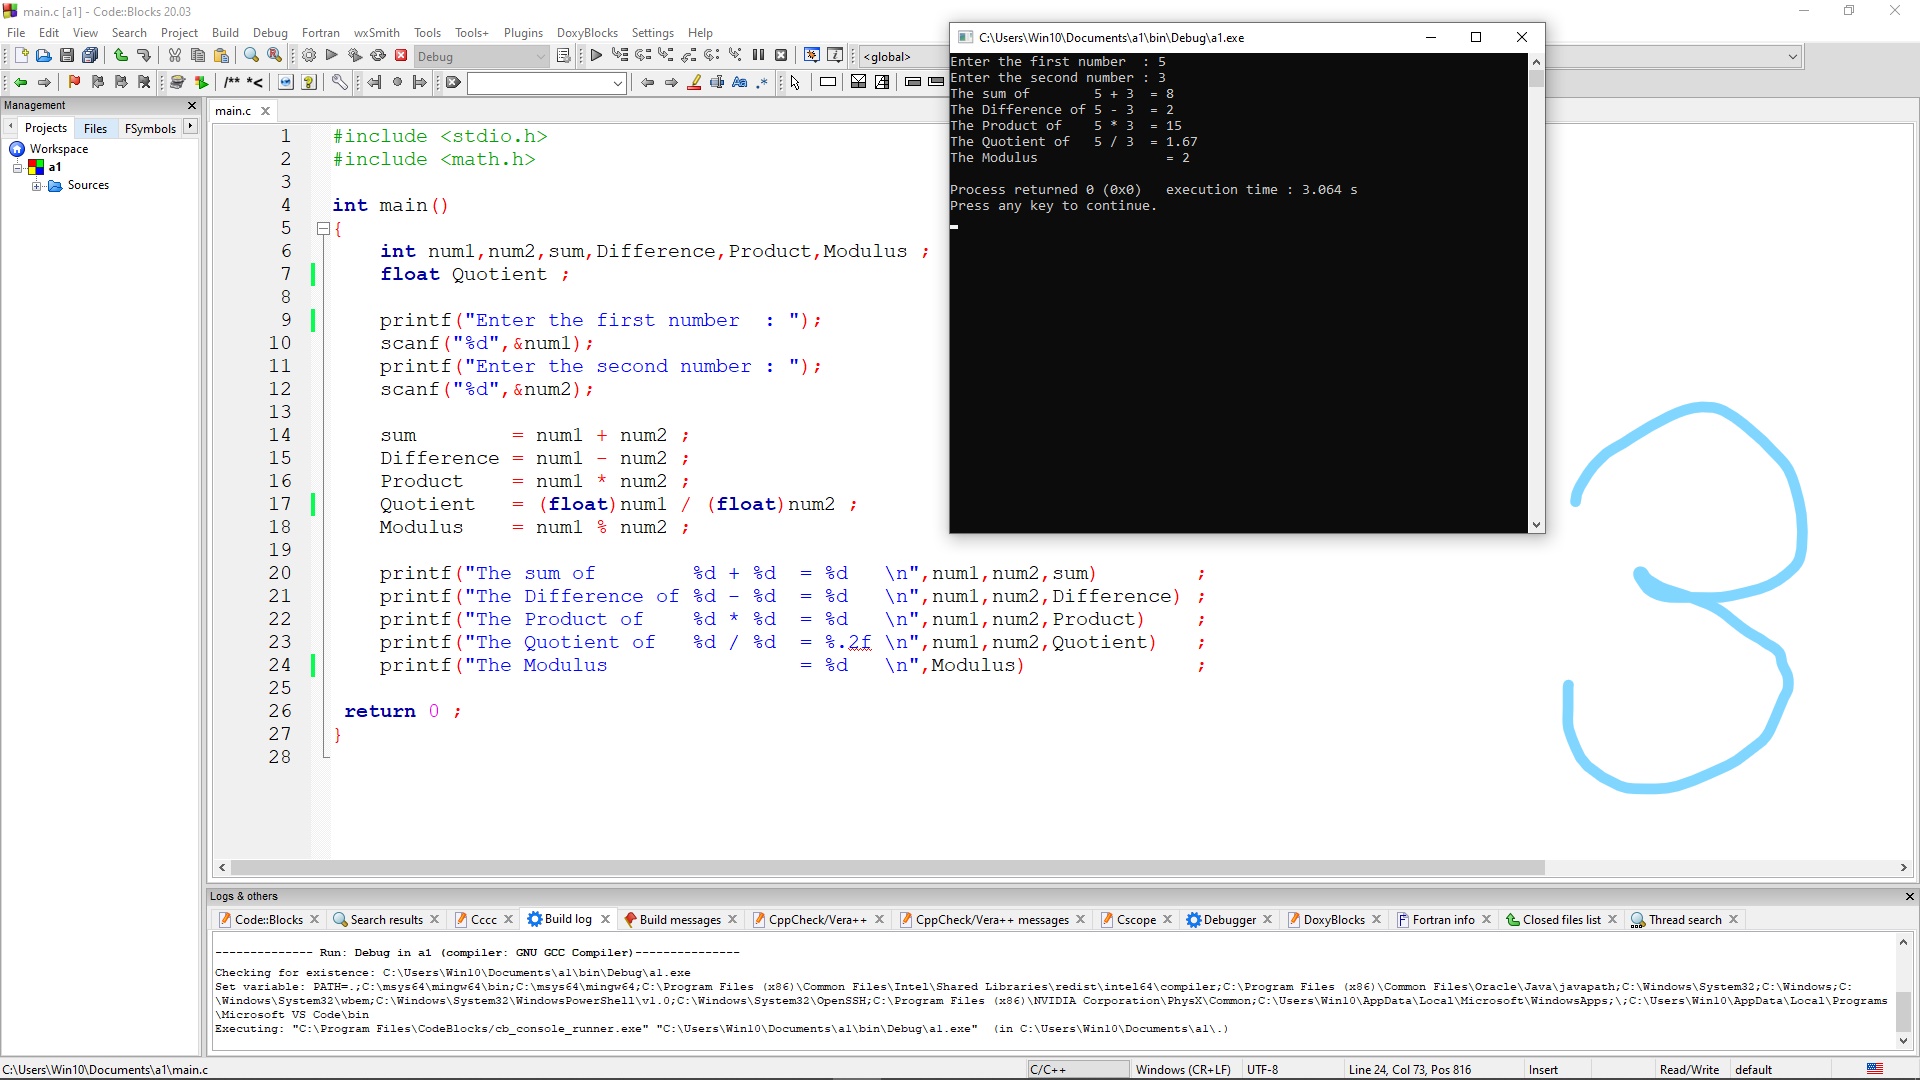 main.c [a1] - Code::Blocks 20.03
File Edit View Search Project Build Debug Fortran wxSmith Tools Tools+ Plugins DoxyBlocks Settings Help
Debug
<global>
/** *<
Management
Projects Files FSymbols
Workspace
a1
Sources
main.c
1 #include <stdio.h>
2 #include <math.h>
3
4 int main()
5 {
6 int num1,num2,sum,Difference,Product,Modulus ;
7 float Quotient ;
8
9 printf("Enter the first number  : ");
10 scanf("%d",&num1);
11 printf("Enter the second number : ");
12 scanf("%d",&num2);
13
14 sum        = num1 + num2 ;
15 Difference = num1 - num2 ;
16 Product    = num1 * num2 ;
17 Quotient   = (float)num1 / (float)num2 ;
18 Modulus    = num1 % num2 ;
19
20 printf("The sum of        %d + %d  = %d   \n",num1,num2,sum)         ;
21 printf("The Difference of %d - %d  = %d   \n",num1,num2,Difference) ;
22 printf("The Product of    %d * %d  = %d   \n",num1,num2,Product)    ;
23 printf("The Quotient of   %d / %d  = %.2f \n",num1,num2,Quotient)   ;
24 printf("The Modulus                = %d   \n",Modulus)              ;
25
26 return 0 ;
27 }
28
C:\Users\Win10\Documents\a1\bin\Debug\a1.exe
Enter the first number  : 5
Enter the second number : 3
The sum of        5 + 3  = 8
The Difference of 5 - 3  = 2
The Product of    5 * 3  = 15
The Quotient of   5 / 3  = 1.67
The Modulus                = 2
Process returned 0 (0x0)   execution time : 3.064 s
Press any key to continue.
3
Logs & others
Code::Blocks Search results Cccc Build log Build messages CppCheck/Vera++ CppCheck/Vera++ messages Cscope Debugger DoxyBlocks Fortran info Closed files list Thread search
-------------- Run: Debug in a1 (compiler: GNU GCC Compiler)---------------
Checking for existence: C:\Users\Win10\Documents\a1\bin\Debug\a1.exe
Set variable: PATH=.;C:\msys64\mingw64\bin;C:\msys64\mingw64;C:\Program Files (x86)\Common Files\Intel\Shared Libraries\redist\intel64\compiler;C:\Program Files (x86)\Common Files\Oracle\Java\javapath;C:\Windows\System32;C:\Windows;C:
\Windows\System32\wbem;C:\Windows\System32\WindowsPowerShell\v1.0;C:\Windows\System32\OpenSSH;C:\Program Files (x86)\NVIDIA Corporation\PhysX\Common;C:\Users\Win10\AppData\Local\Microsoft\WindowsApps;\;C:\Users\Win10\AppData\Local\Programs
\Microsoft VS Code\bin
Executing: "C:\Program Files\CodeBlocks/cb_console_runner.exe" "C:\Users\Win10\Documents\a1\bin\Debug\a1.exe"  (in C:\Users\Win10\Documents\a1\.)
C:\Users\Win10\Documents\a1\main.c C/C++ Windows (CR+LF) UTF-8 Line 24, Col 73, Pos 816 Insert Read/Write default